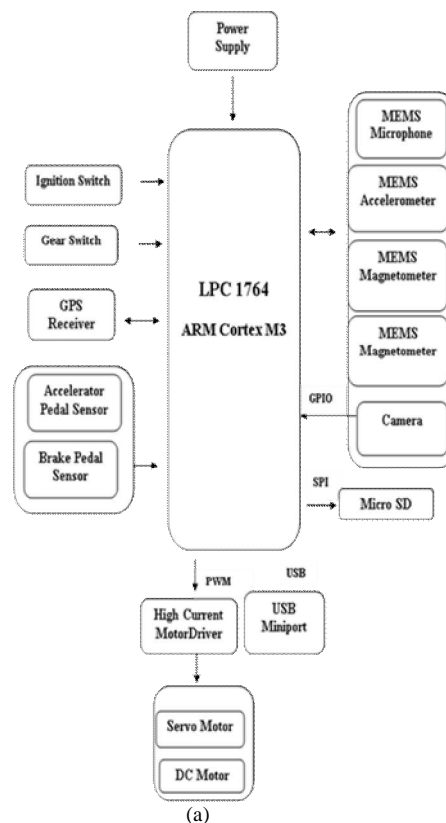 Power
Supply
Ignition Switch
Gear Switch
GPS
Receiver
Accelerator
Pedal Sensor
Brake Pedal
Sensor
LPC 1764
ARM Cortex M3
MEMS
Microphone
MEMS
Accelerometer
MEMS
Magnetometer
MEMS
Magnetometer
GPIO
Camera
SPI
Micro SD
PWM
USB
High Current
MotorDriver
USB
Miniport
Servo Motor
DC Motor
(a)